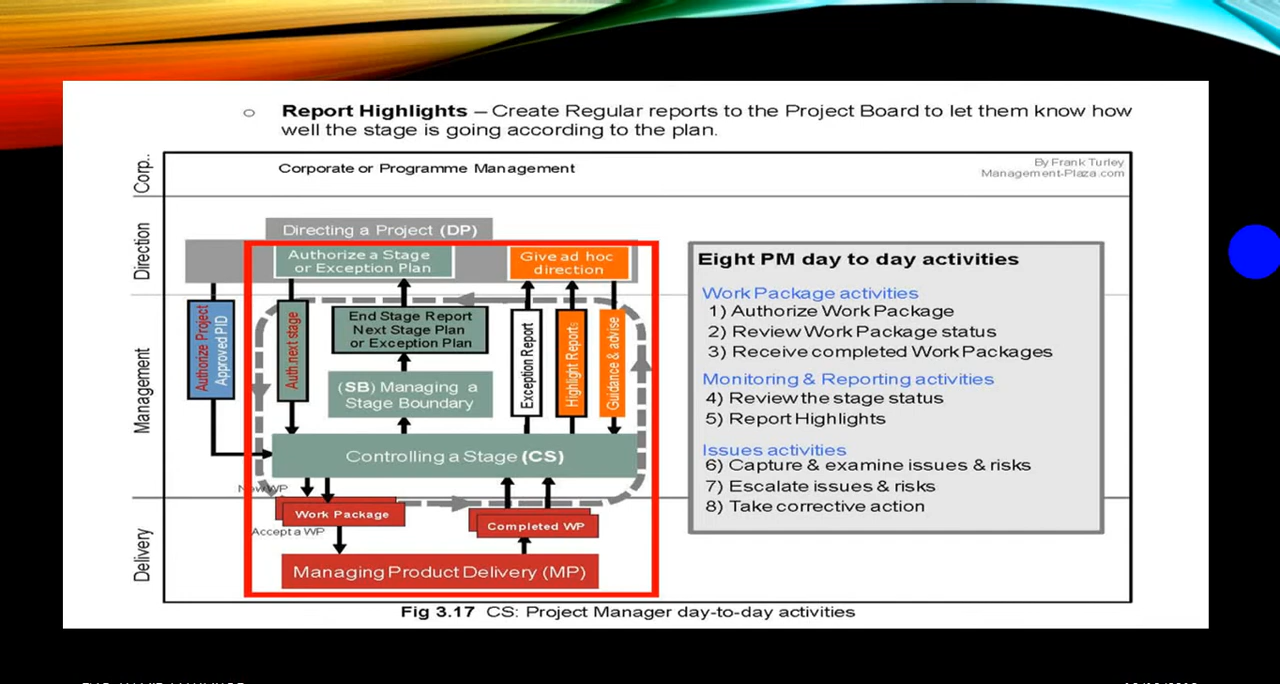 Report Highlights – Create Regular reports to the Project Board to let them know how
well the stage is going according to the plan.
Corp..
Corporate or Programme Management
By Frank Turley
Management-Plaza.com
Direction
Directing a Project (DP)
Authorize a Stage
or Exception Plan
Give ad hoc
direction
Management
Authorize Project
Approved PID
Auth.next stage
End Stage Report
Next Stage Plan
or Exception Plan
(SB) Managing a
Stage Boundary
Exception Report
Highlight Reports
Guidance & advise
Controlling a Stage (CS)
Delivery
New WP
Work Package
Accept a WP
Completed WP
Managing Product Delivery (MP)
Eight PM day to day activities
Work Package activities
1) Authorize Work Package
2) Review Work Package status
3) Receive completed Work Packages
Monitoring & Reporting activities
4) Review the stage status
5) Report Highlights
Issues activities
6) Capture & examine issues & risks
7) Escalate issues & risks
8) Take corrective action
Fig 3.17 CS: Project Manager day-to-day activities